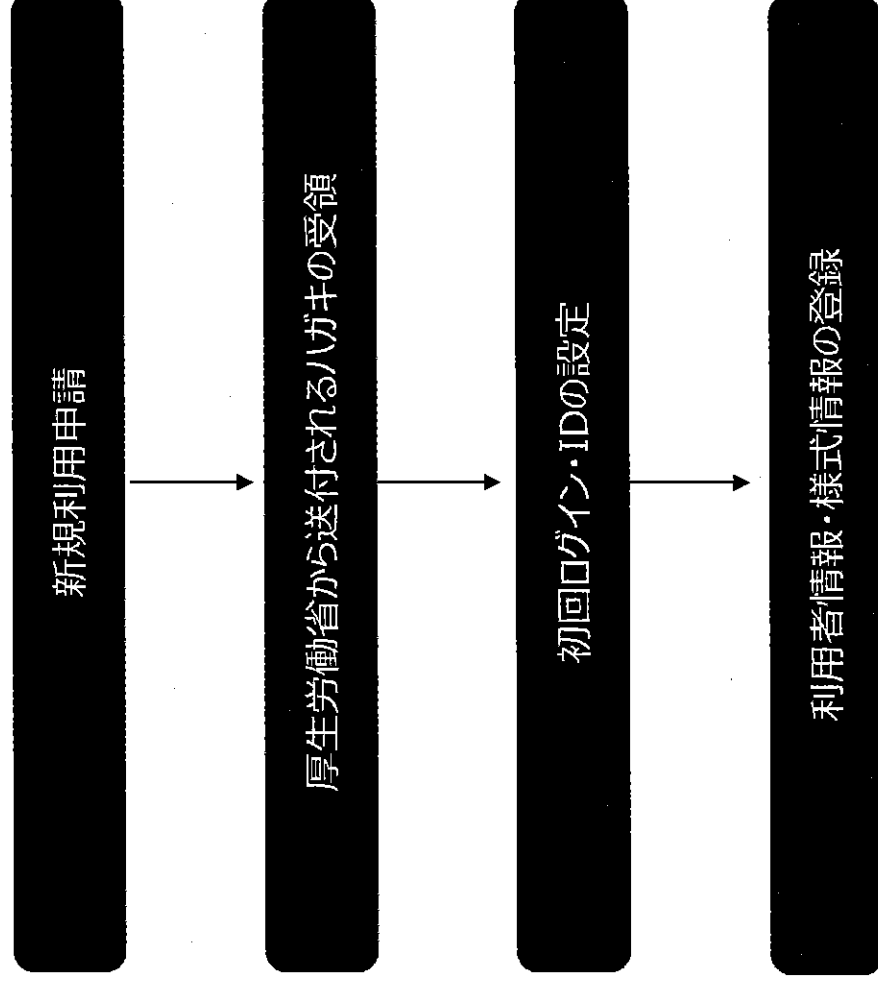 新規利用申請
厚生労働省から送付されるハガキの受領
初回ログイン・IDの設定
利用者情報・様式情報の登録